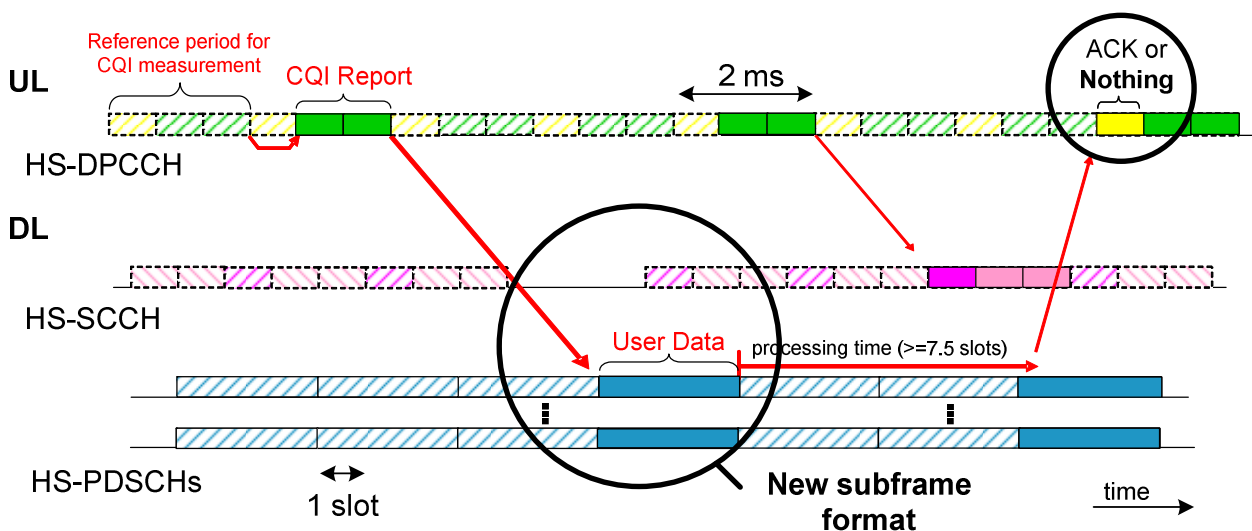 Reference period for
CQI measurement
UL
CQI Report
2 ms
ACK or
Nothing
HS-DPCCH
DL
HS-SCCH
User Data
processing time (>=7.5 slots)
HS-PDSCHs
1 slot
New subframe
format
time